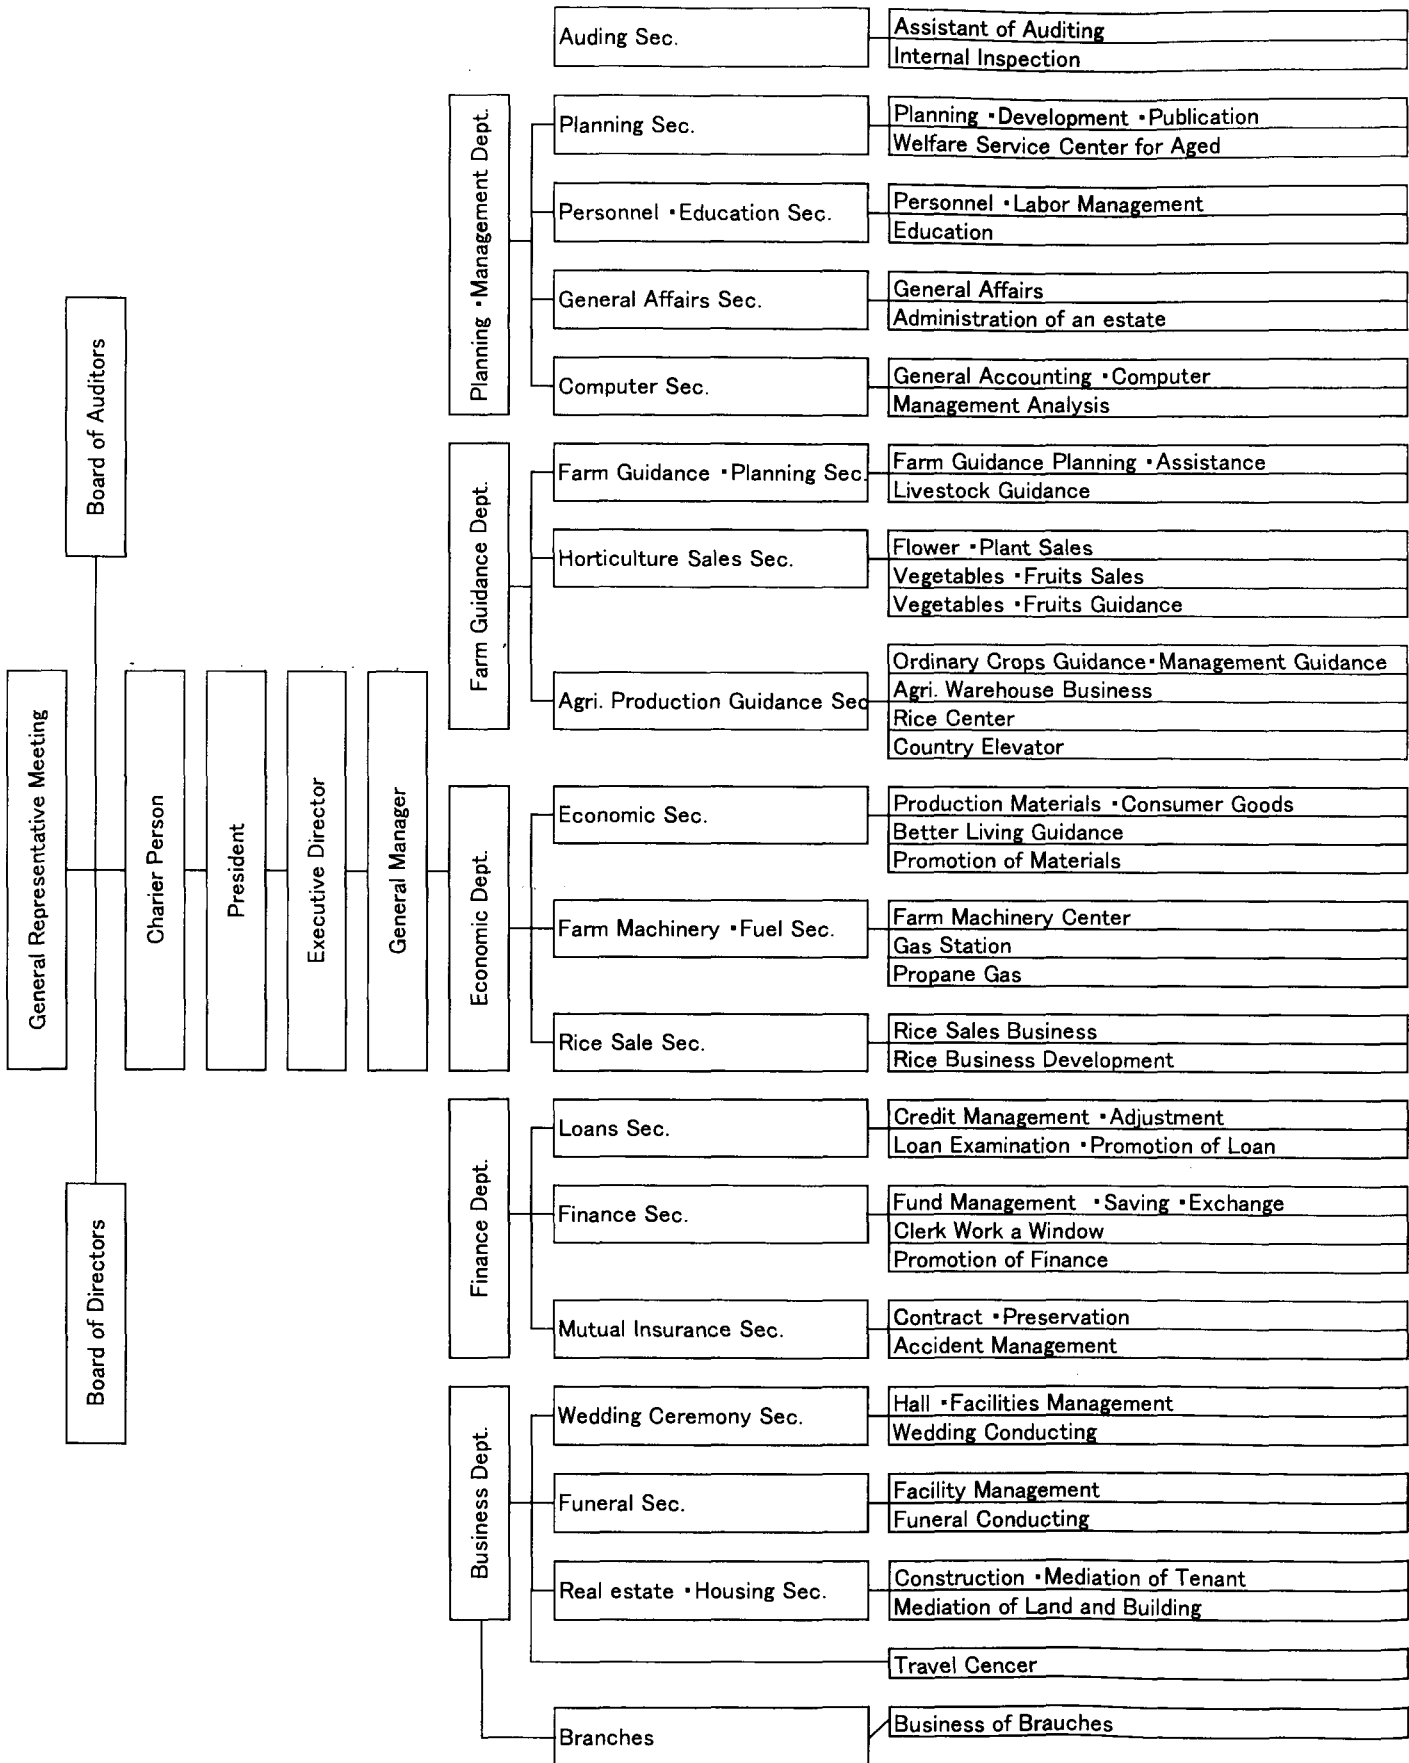 General Representative Meeting
Board of Auditors
Board of Directors
Charier Person
President
Executive Director
General Manager
Auding Sec.
Assistant of Auditing
Internal Inspection
Planning ▪Management Dept.
Planning Sec.
Planning ▪Development ▪Publication
Welfare Service Center for Aged
Personnel ▪Education Sec.
Personnel ▪Labor Management
Education
General Affairs Sec.
General Affairs
Administration of an estate
Computer Sec.
General Accounting ▪Computer
Management Analysis
Farm Guidance Dept.
Farm Guidance ▪Planning Sec.
Farm Guidance Planning ▪Assistance
Livestock Guidance
Horticulture Sales Sec.
Flower ▪Plant Sales
Vegetables ▪Fruits Sales
Vegetables ▪Fruits Guidance
Agri. Production Guidance Sec
Ordinary Crops Guidance▪Management Guidance
Agri. Warehouse Business
Rice Center
Country Elevator
Economic Dept.
Economic Sec.
Production Materials ▪Consumer Goods
Better Living Guidance
Promotion of Materials
Farm Machinery ▪Fuel Sec.
Farm Machinery Center
Gas Station
Propane Gas
Rice Sale Sec.
Rice Sales Business
Rice Business Development
Finance Dept.
Loans Sec.
Credit Management ▪Adjustment
Loan Examination ▪Promotion of Loan
Finance Sec.
Fund Management ▪Saving ▪Exchange
Clerk Work a Window
Promotion of Finance
Mutual Insurance Sec.
Contract ▪Preservation
Accident Management
Business Dept.
Wedding Ceremony Sec.
Hall ▪Facilities Management
Wedding Conducting
Funeral Sec.
Facility Management
Funeral Conducting
Real estate ▪Housing Sec.
Construction ▪Mediation of Tenant
Mediation of Land and Building
Travel Cencer
Branches
Business of Brauches